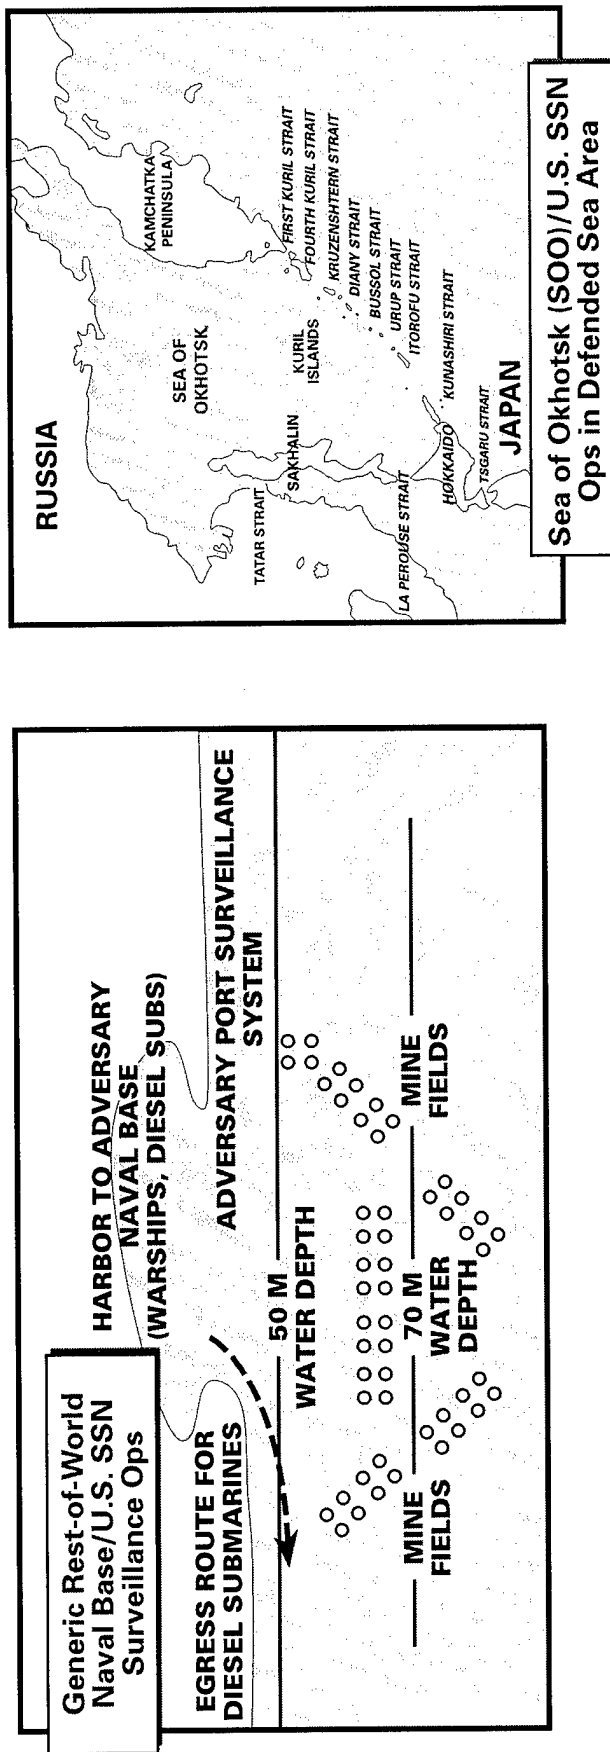 Generic Rest-of-World
Naval Base/U.S. SSN
Surveillance Ops
HARBOR TO ADVERSARY
NAVAL BASE
(WARSHIPS, DIESEL SUBS)
EGRESS ROUTE FOR
DIESEL SUBMARINES
ADVERSARY PORT SURVEILLANCE
SYSTEM
50 M
WATER DEPTH
MINE
FIELDS
70 M
WATER
DEPTH
MINE
FIELDS
RUSSIA
KAMCHATKA
PENINSULA
SEA OF
OKHOTSK
TATAR STRAIT
SAKHALIN
KURIL
ISLANDS
FIRST KURIL STRAIT
FOURTH KURIL STRAIT
KRUZENSHTERN STRAIT
DIANY STRAIT
BUSSOL STRAIT
URUP STRAIT
ITOROFU STRAIT
LA PEROUSE STRAIT
HOKKAIDO
KUNASHIRI STRAIT
TSGARU STRAIT
JAPAN
Sea of Okhotsk (SOO)/U.S. SSN
Ops in Defended Sea Area